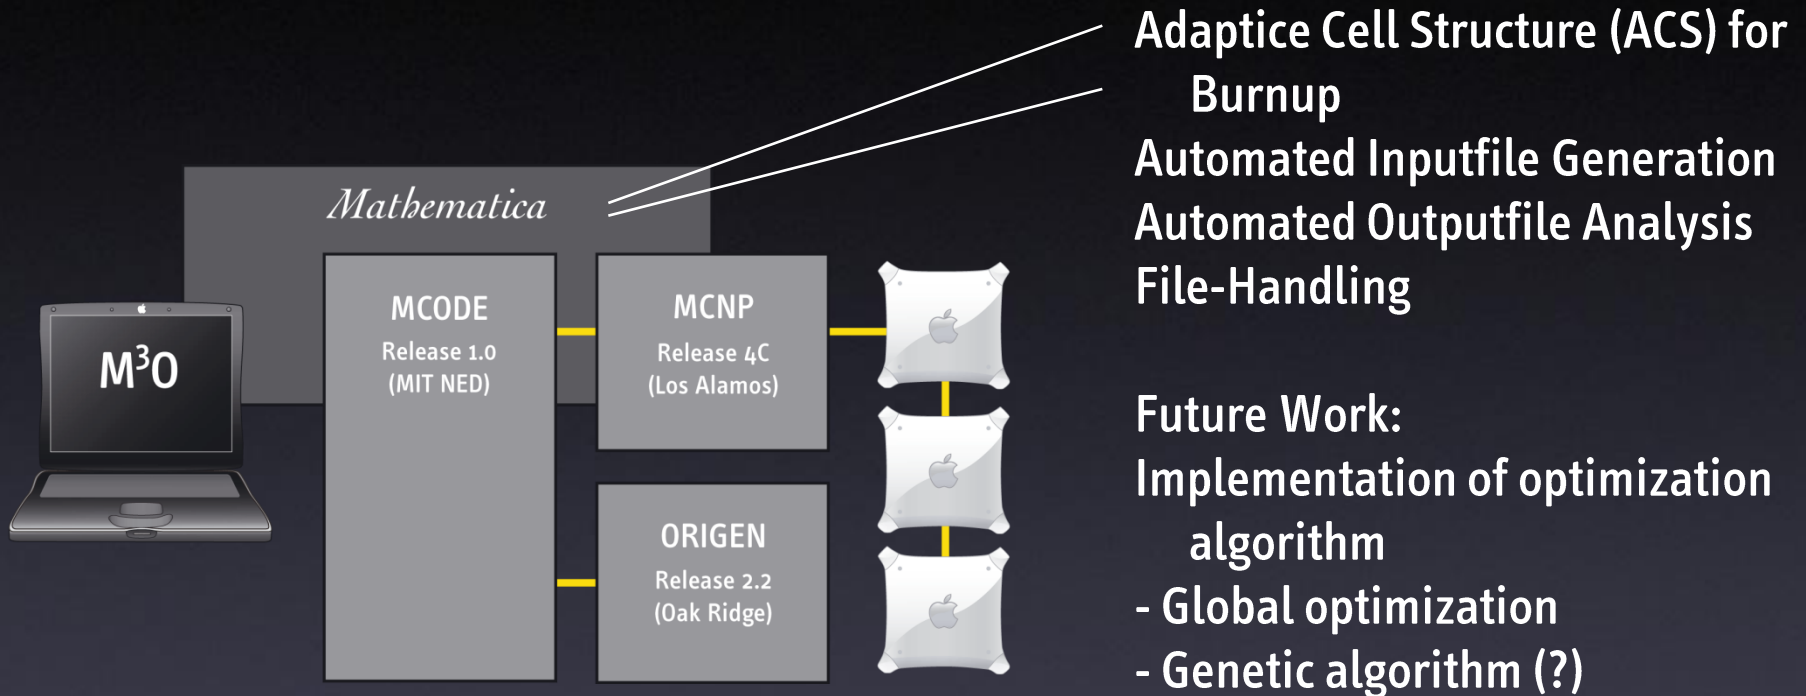 M³O
Mathematica
MCODE
Release 1.0
(MIT NED)
MCNP
Release 4C
(Los Alamos)
ORIGEN
Release 2.2
(Oak Ridge)
Adaptice Cell Structure (ACS) for
Burnup
Automated Inputfile Generation
Automated Outputfile Analysis
File-Handling
Future Work:
Implementation of optimization
algorithm
- Global optimization
- Genetic algorithm (?)